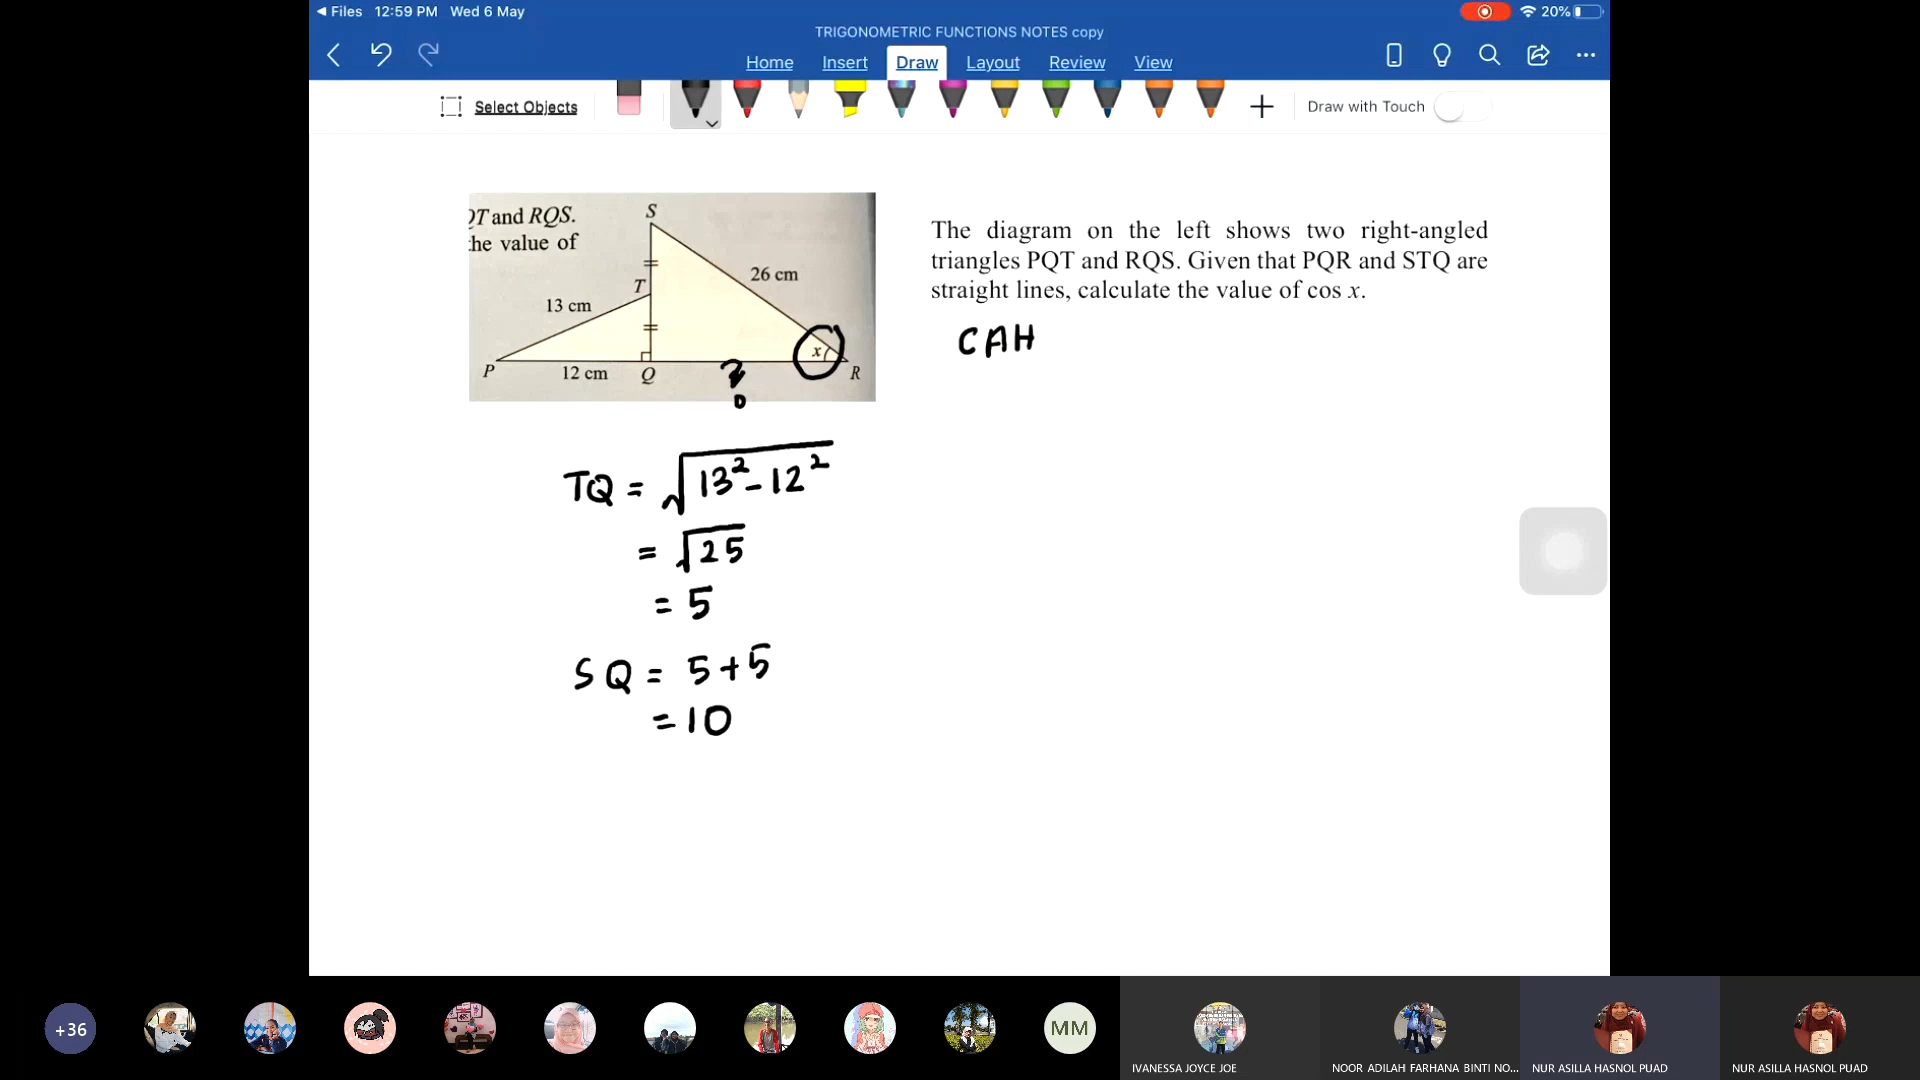 Files 12:59 PM Wed 6 May
20%
TRIGONOMETRIC FUNCTIONS NOTES copy
Home Insert Draw Layout Review View
Select Objects
Draw with Touch
QT and RQS.
the value of
S
26 cm
T
13 cm
x
P 12 cm Q R
?
The diagram on the left shows two right-angled
triangles PQT and RQS. Given that PQR and STQ are
straight lines, calculate the value of cos x.
CAH
TQ = √13² - 12²
= √25
= 5
SQ = 5 + 5
= 10
+36
MM
IVANESSA JOYCE JOE
NOOR ADILAH FARHANA BINTI NO...
NUR ASILLA HASNOL PUAD
NUR ASILLA HASNOL PUAD